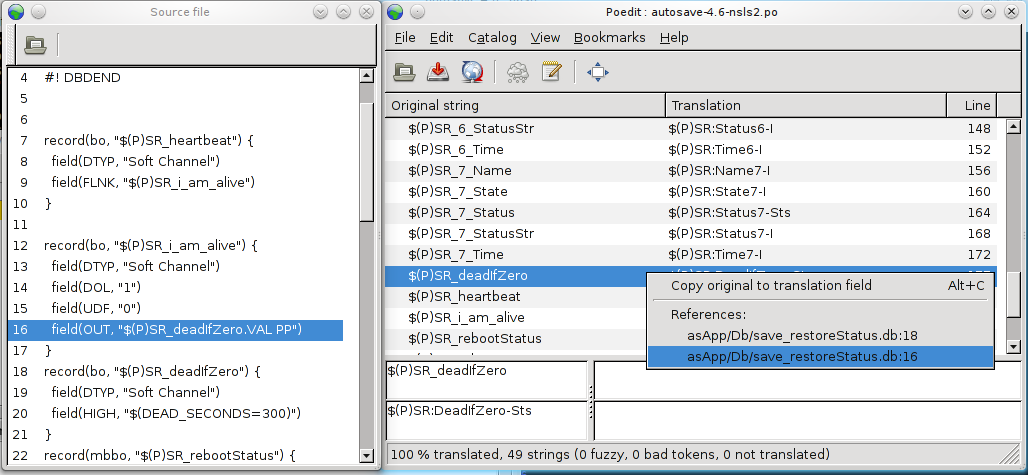 Source file
4 #! DBDEND
5
6
7 record(bo, "$(P)SR_heartbeat") {
8 field(DTYP, "Soft Channel")
9 field(FLNK, "$(P)SR_i_am_alive")
10 }
11
12 record(bo, "$(P)SR_i_am_alive") {
13 field(DTYP, "Soft Channel")
14 field(DOL, "1")
15 field(UDF, "0")
16 field(OUT, "$(P)SR_deadIfZero.VAL PP")
17 }
18 record(bo, "$(P)SR_deadIfZero") {
19 field(DTYP, "Soft Channel")
20 field(HIGH, "$(DEAD_SECONDS=300)")
21 }
22 record(mbbo, "$(P)SR_rebootStatus") {
Poedit : autosave-4.6-nsls2.po
File Edit Catalog View Bookmarks Help
Original string Translation Line
$(P)SR_6_StatusStr $(P)SR:Status6-I 148
$(P)SR_6_Time $(P)SR:Time6-I 152
$(P)SR_7_Name $(P)SR:Name7-I 156
$(P)SR_7_State $(P)SR:State7-I 160
$(P)SR_7_Status $(P)SR:Status7-Sts 164
$(P)SR_7_StatusStr $(P)SR:Status7-I 168
$(P)SR_7_Time $(P)SR:Time7-I 172
$(P)SR_deadIfZero
$(P)SR_heartbeat
$(P)SR_i_am_alive
$(P)SR_rebootStatus
Copy original to translation field Alt+C
References:
asApp/Db/save_restoreStatus.db:18
asApp/Db/save_restoreStatus.db:16
$(P)SR_deadIfZero
$(P)SR:DeadIfZero-Sts
100 % translated, 49 strings (0 fuzzy, 0 bad tokens, 0 not translated)